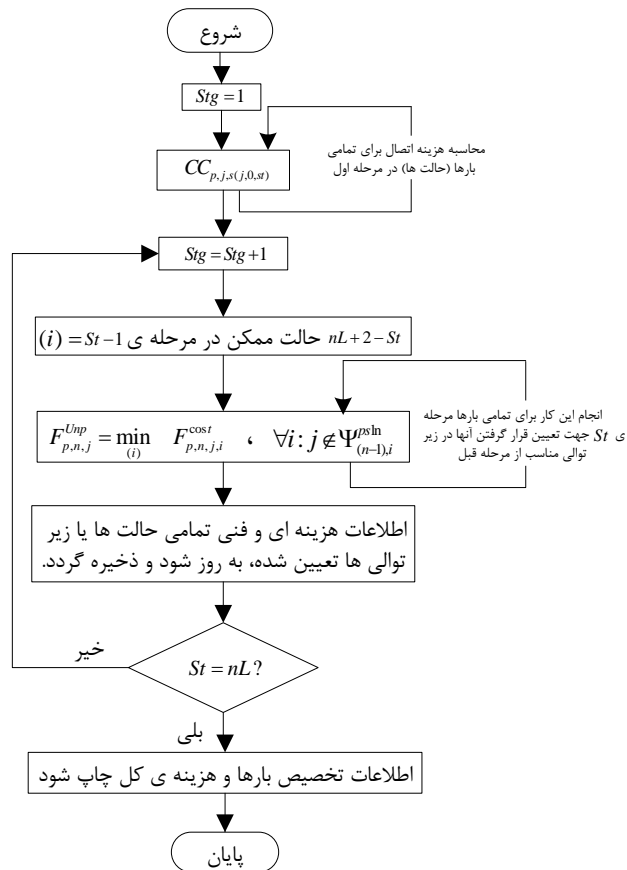 شروع
Stg = 1
CC_{p,j,s(j,0,st)}
محاسبه هزینه اتصال برای تمامی
بارها (حالت ها) در مرحله اول
Stg = Stg+1
nL+2-St حالت ممکن در مرحله ی St-1 = (i)
F^{Unp}_{p,n,j} = min_{(i)} F^{cost}_{p,n,j,i} ، ∀i: j ∉ Ψ^{psln}_{(n-1),i}
انجام این کار برای تمامی بارها مرحله
ی St جهت تعیین قرار گرفتن آنها در زیر
توالی مناسب از مرحله قبل
اطلاعات هزینه ای و فنی تمامی حالت ها یا زیر
توالی ها تعیین شده، به روز شود و ذخیره گردد.
خیر
St = nL?
بلی
اطلاعات تخصیص بارها و هزینه ی کل چاپ شود
پایان